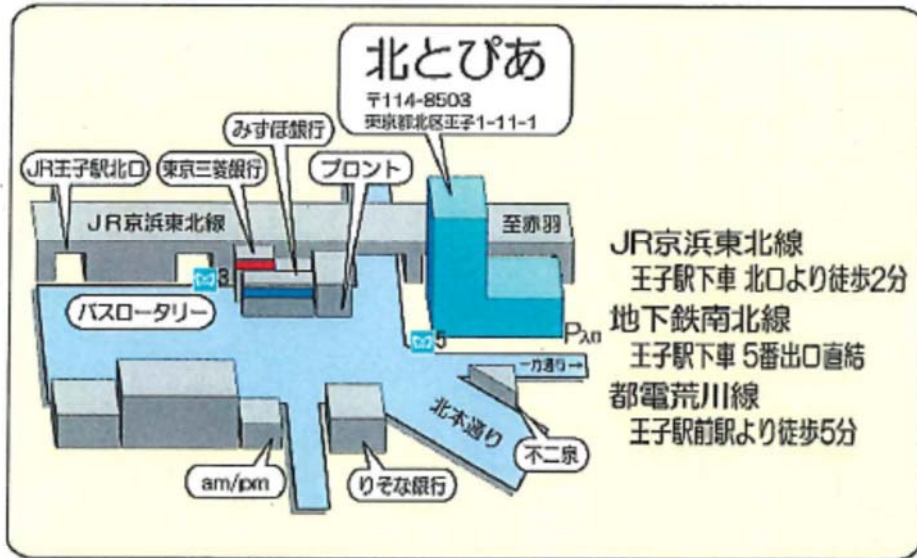 北とぴあ
〒114-8503
東京都北区王子1-11-1
みずほ銀行
JR王子駅北口
東京三菱銀行
プロント
JR京浜東北線
至赤羽
3
バスロータリー
5
P入口
一方通行→
北本通り
不二泉
am/pm
りそな銀行
JR京浜東北線
王子駅下車 北口より徒歩2分
地下鉄南北線
王子駅下車 5番出口直結
都電荒川線
王子駅前駅より徒歩5分